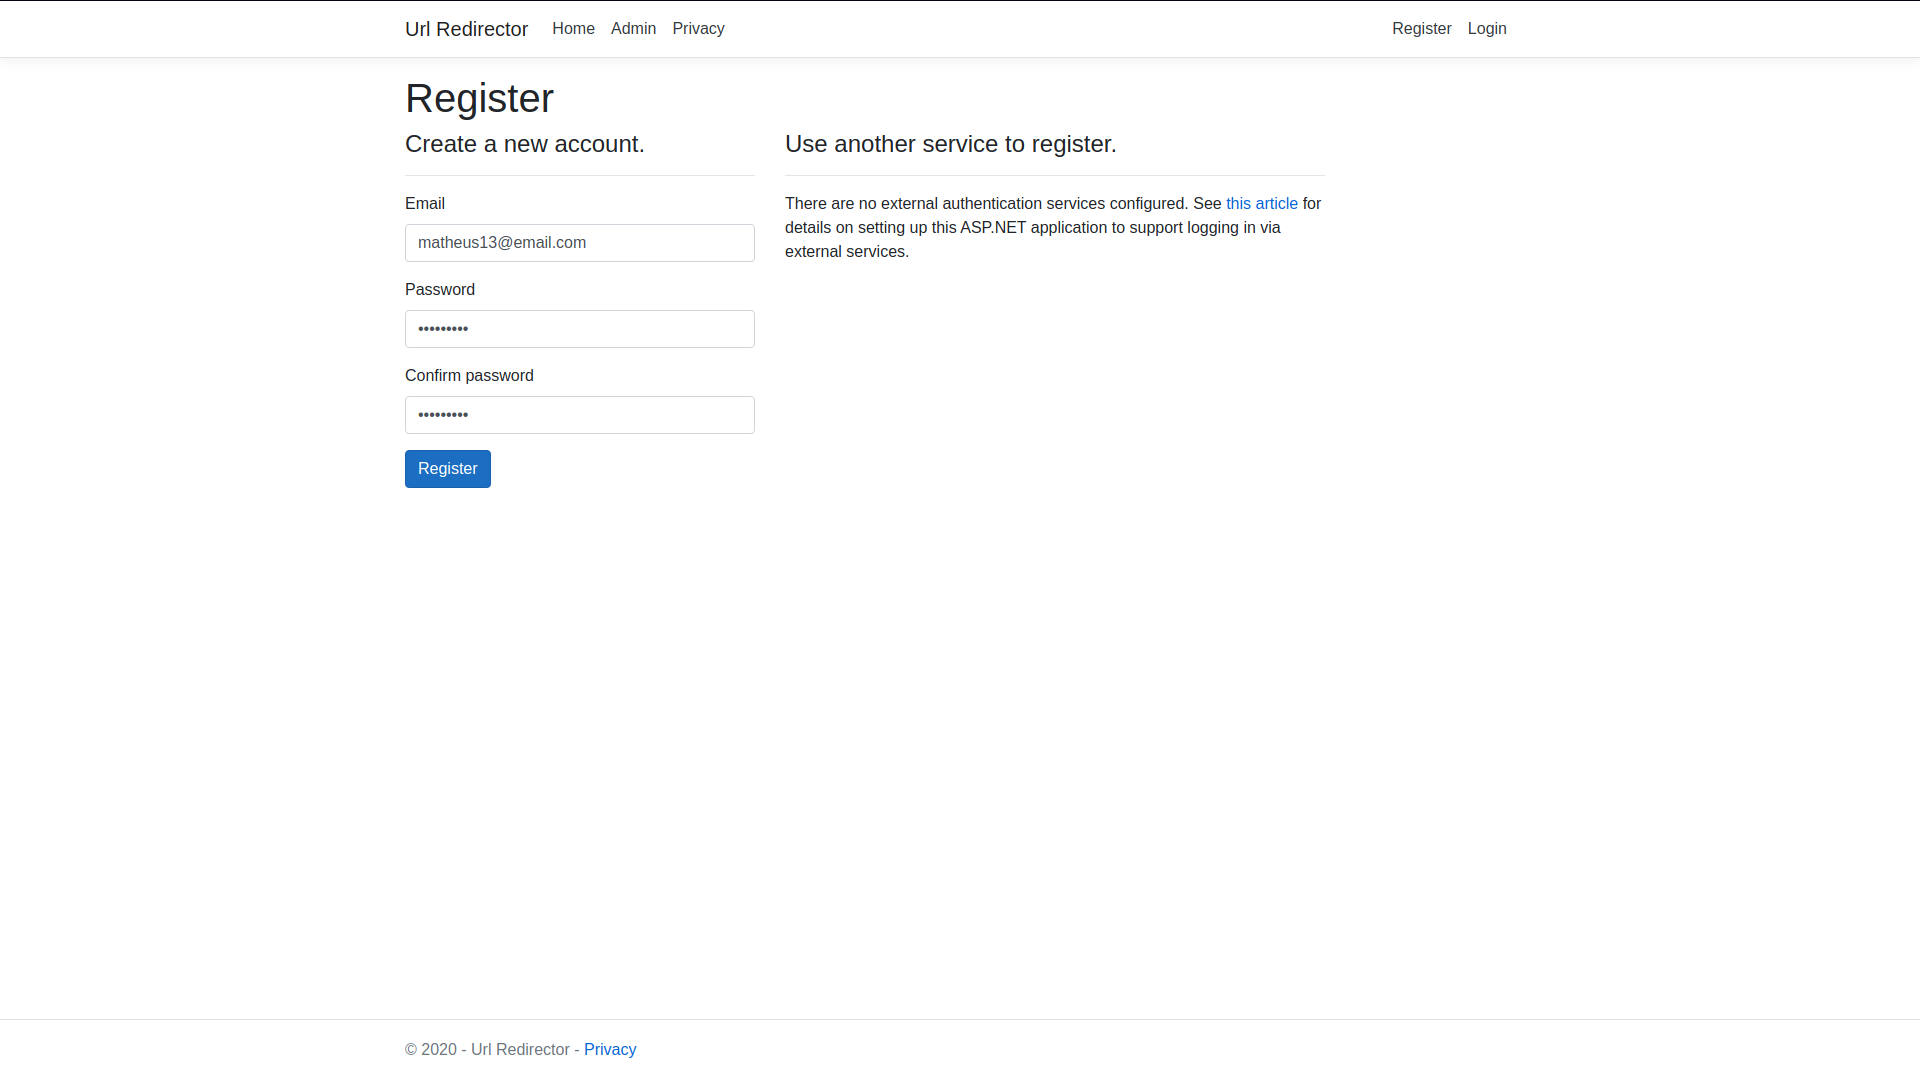 Url Redirector Home Admin Privacy Register Login
Register
Create a new account.
Email
matheus13@email.com
Password
•••••••••
Confirm password
•••••••••
Register
Use another service to register.
There are no external authentication services configured. See this article for
details on setting up this ASP.NET application to support logging in via
external services.
© 2020 - Url Redirector - Privacy